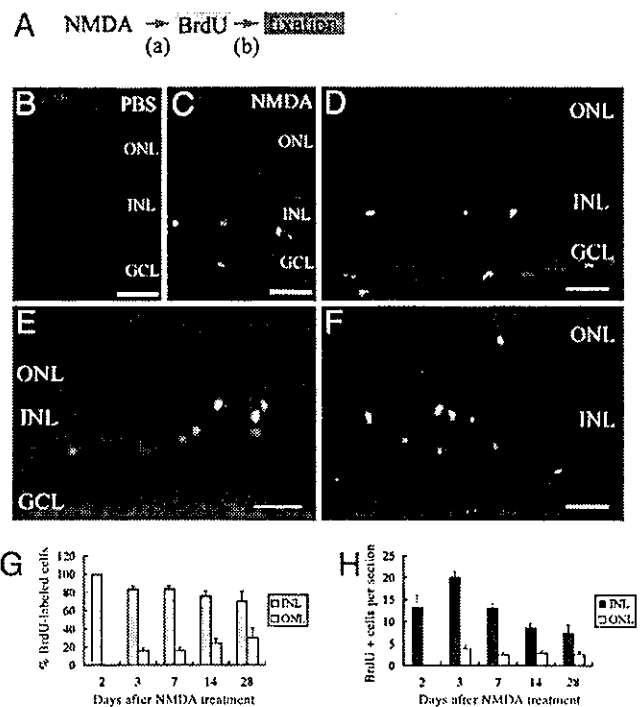 A NMDA → BrdU → fixation
(a) (b)
B PBS
ONL
INL
GCL
C NMDA
ONL
INL
GCL
D ONL
INL
GCL
E
ONL
INL
GCL
F ONL
INL
G
% BrdU-labeled cells
120
100
80
60
40
20
0
2 3 7 14 28
Days after NMDA treatment
INL
ONL
H
BrdU + cells per section
25
20
15
10
5
0
2 3 7 14 28
Days after NMDA treatment
INL
ONL